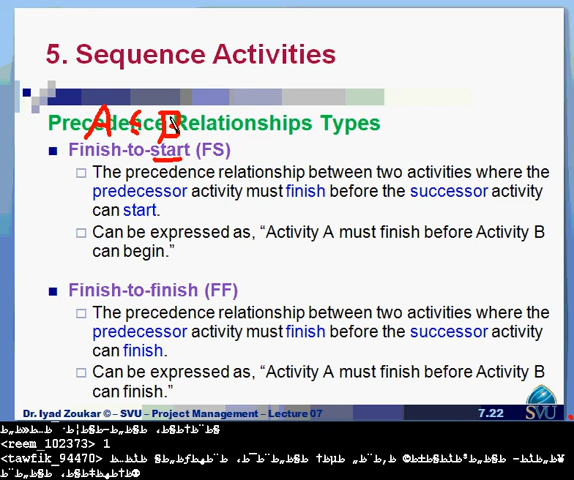 5. Sequence Activities
Precedence Relationships Types
A B
Finish-to-start (FS)
The precedence relationship between two activities where the
predecessor activity must finish before the successor activity
can start.
Can be expressed as, “Activity A must finish before Activity B
can begin.”
Finish-to-finish (FF)
The precedence relationship between two activities where the
predecessor activity must finish before the successor activity
can finish.
Can be expressed as, “Activity A must finish before Activity B
can finish.”
Dr. Iyad Zoukar © – SVU – Project Management – Lecture 07 7.22 SVU
<reem_102373> 1
<tawfik_94470>